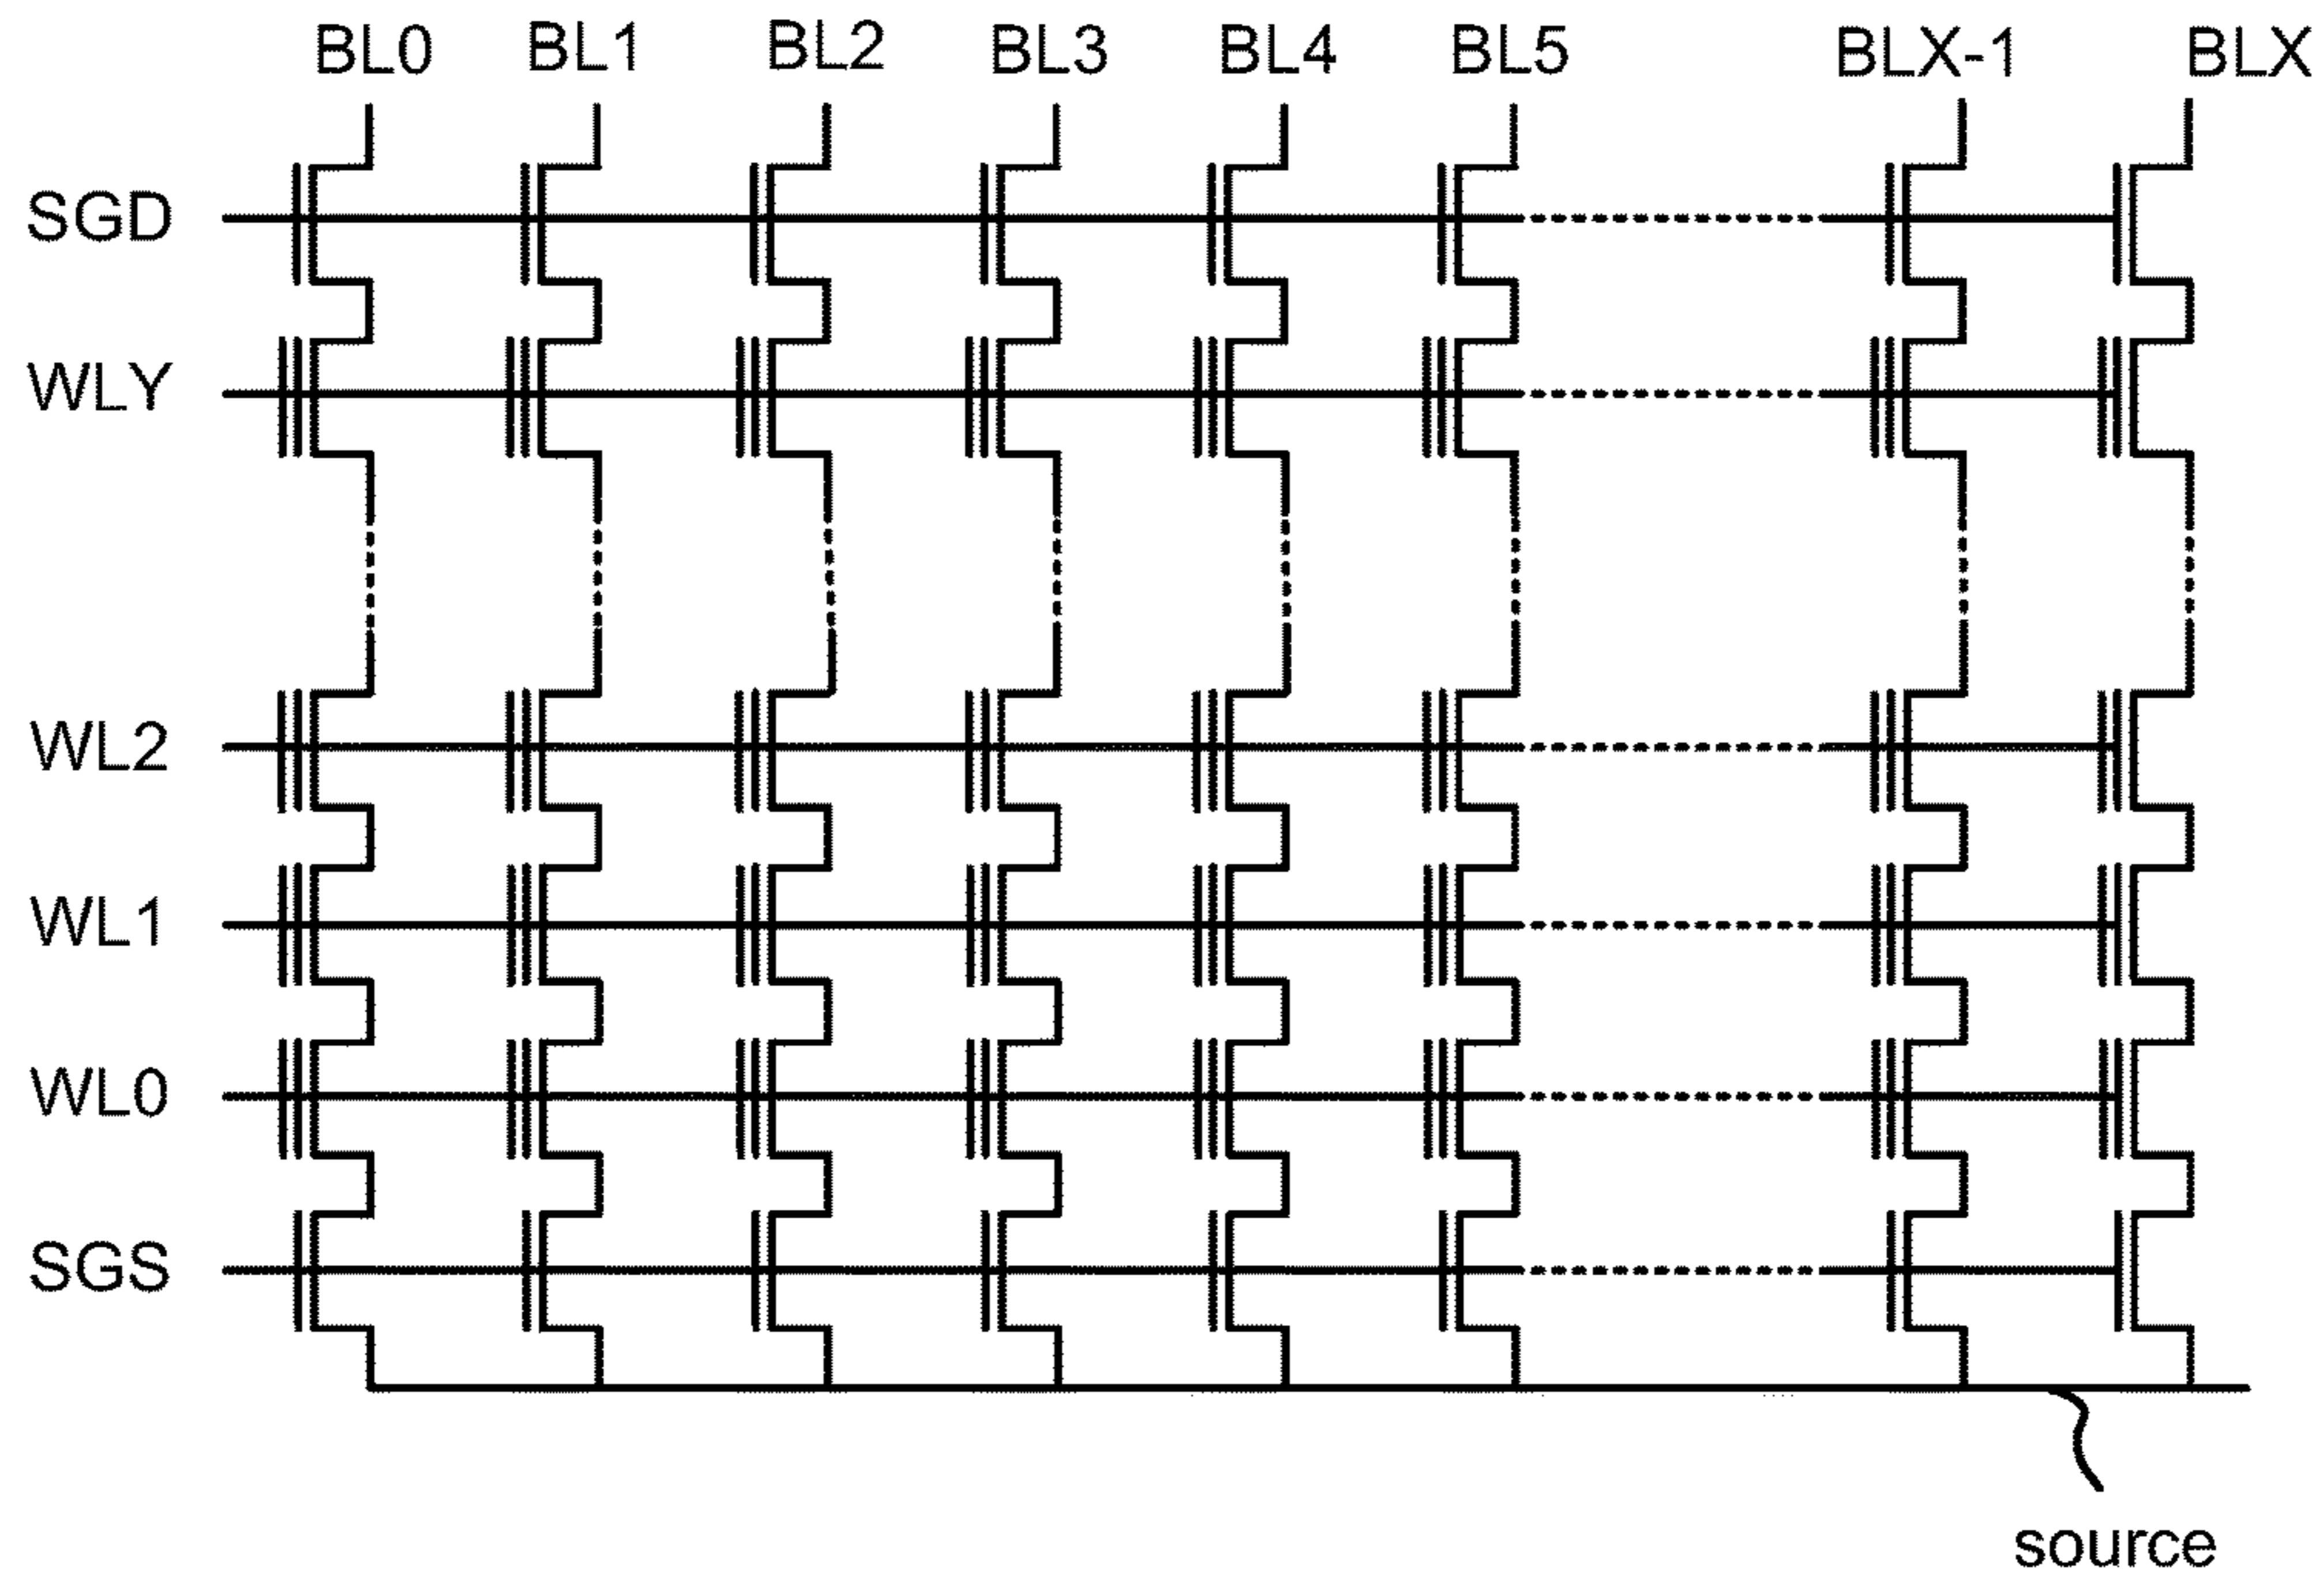 BL0 BL1 BL2 BL3 BL4 BL5 BLX-1 BLX
SGD
WLY
WL2
WL1
WL0
SGS
source